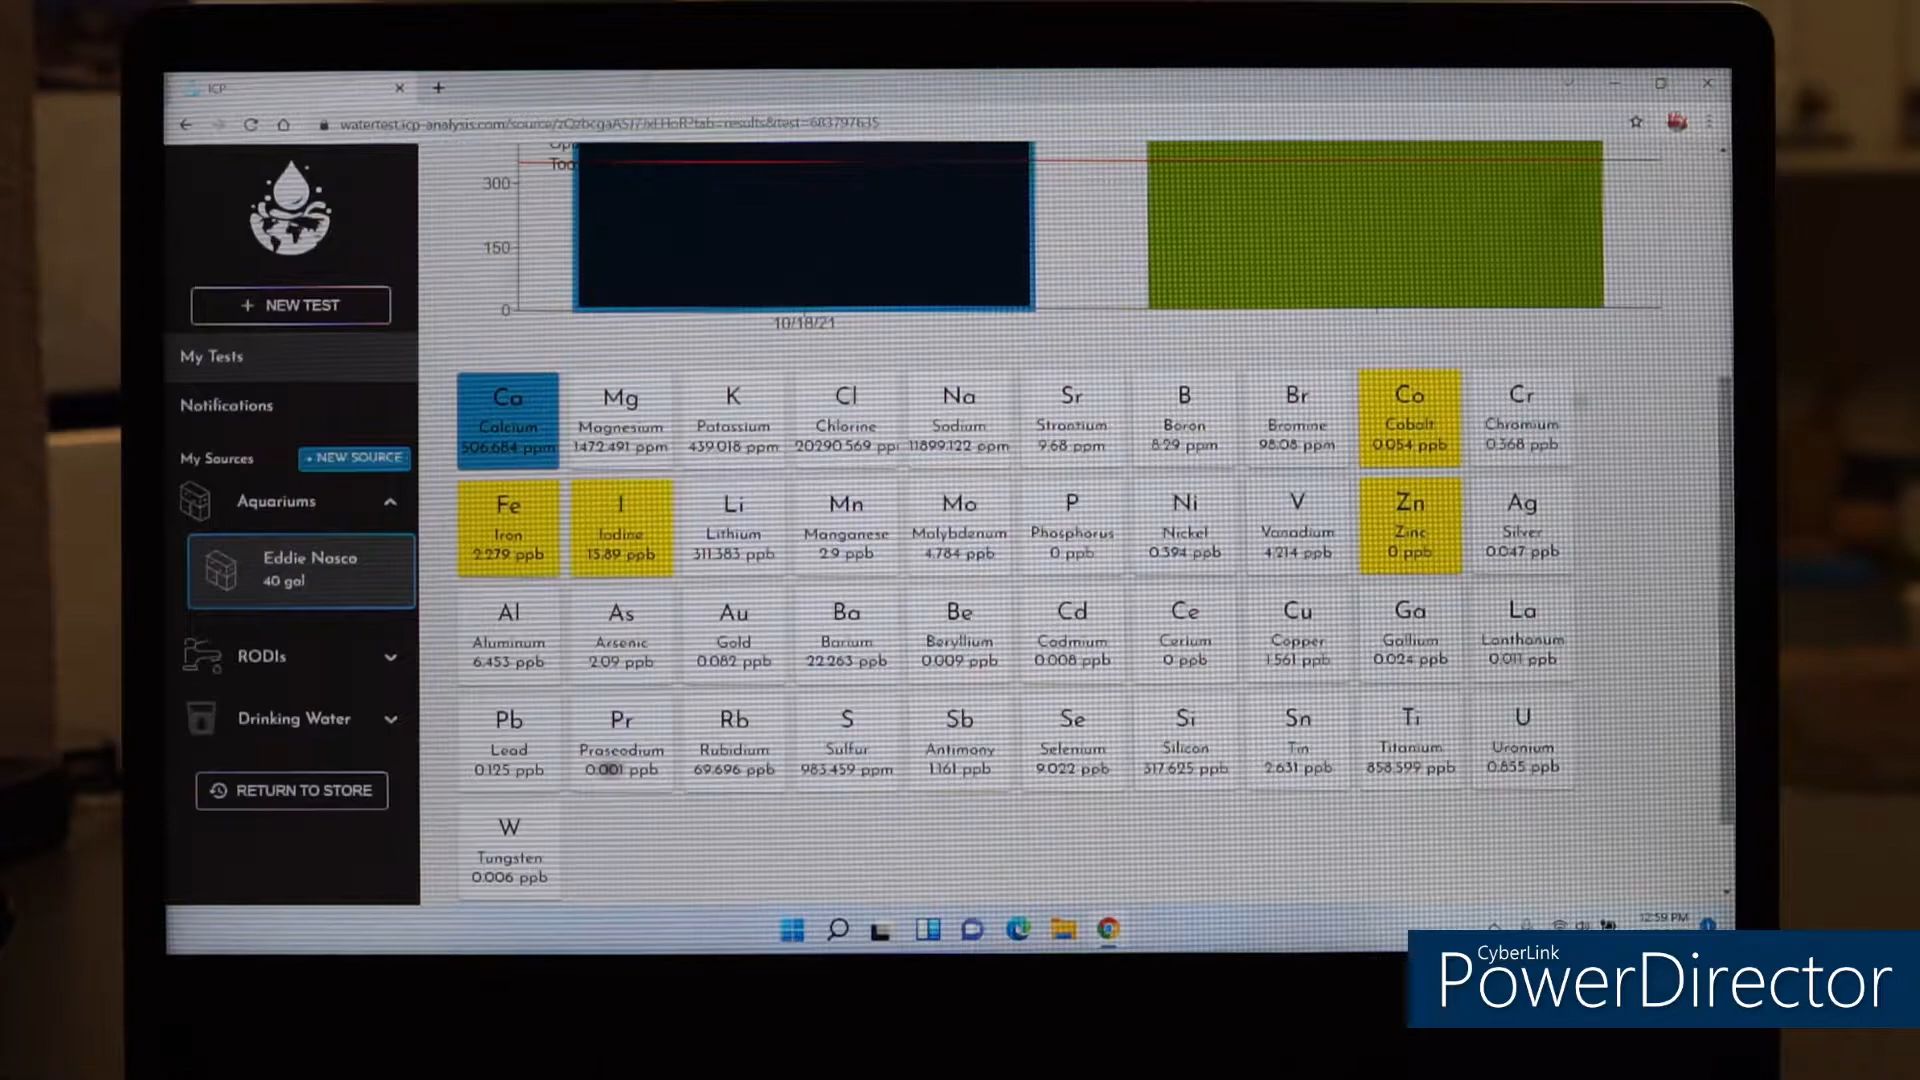 ICP
watertest.icp-analysis.com/source/
Too
300
150
0
10/18/21
+ NEW TEST
My Tests
Notifications
My Sources
+ NEW SOURCE
Aquariums
Eddie Nasco
40 gal
RODIs
Drinking Water
RETURN TO STORE
Ca Mg K Cl Na Sr B Br Co Cr
Calcium Magnesium Potassium Chlorine Sodium Strontium Boron Bromine Cobalt Chromium
506.684 ppm 1472.491 ppm 439.018 ppm 20290.569 pp 11899.122 ppm 9.68 ppm 8.29 ppm 98.08 ppm 0.054 ppb 0.368 ppb
Fe I Li Mn Mo P Ni V Zn Ag
Iron Iodine Lithium Manganese Molybdenum Phosphorus Nickel Vanadium Zinc Silver
2.279 ppb 15.89 ppb 311.383 ppb 2.9 ppb 4.784 ppb 0 ppb 0.394 ppb 4.214 ppb 0 ppb 0.047 ppb
Al As Au Ba Be Cd Ce Cu Ga La
Aluminum Arsenic Gold Barium Beryllium Cadmium Cerium Copper Gallium Lanthanum
6.453 ppb 2.09 ppb 0.082 ppb 22.263 ppb 0.009 ppb 0.008 ppb 0 ppb 1.561 ppb 0.024 ppb 0.011 ppb
Pb Pr Rb S Sb Se Si Sn Ti U
Lead Praseodium Rubidium Sulfur Antimony Selenium Silicon Tin Titanium Uranium
0.125 ppb 0.001 ppb 69.696 ppb 983.459 ppm 1.161 ppb 9.022 ppb 317.625 ppb 2.631 ppb 858.599 ppb 0.855 ppb
W
Tungsten
0.006 ppb
12:59 PM
CyberLink
PowerDirector